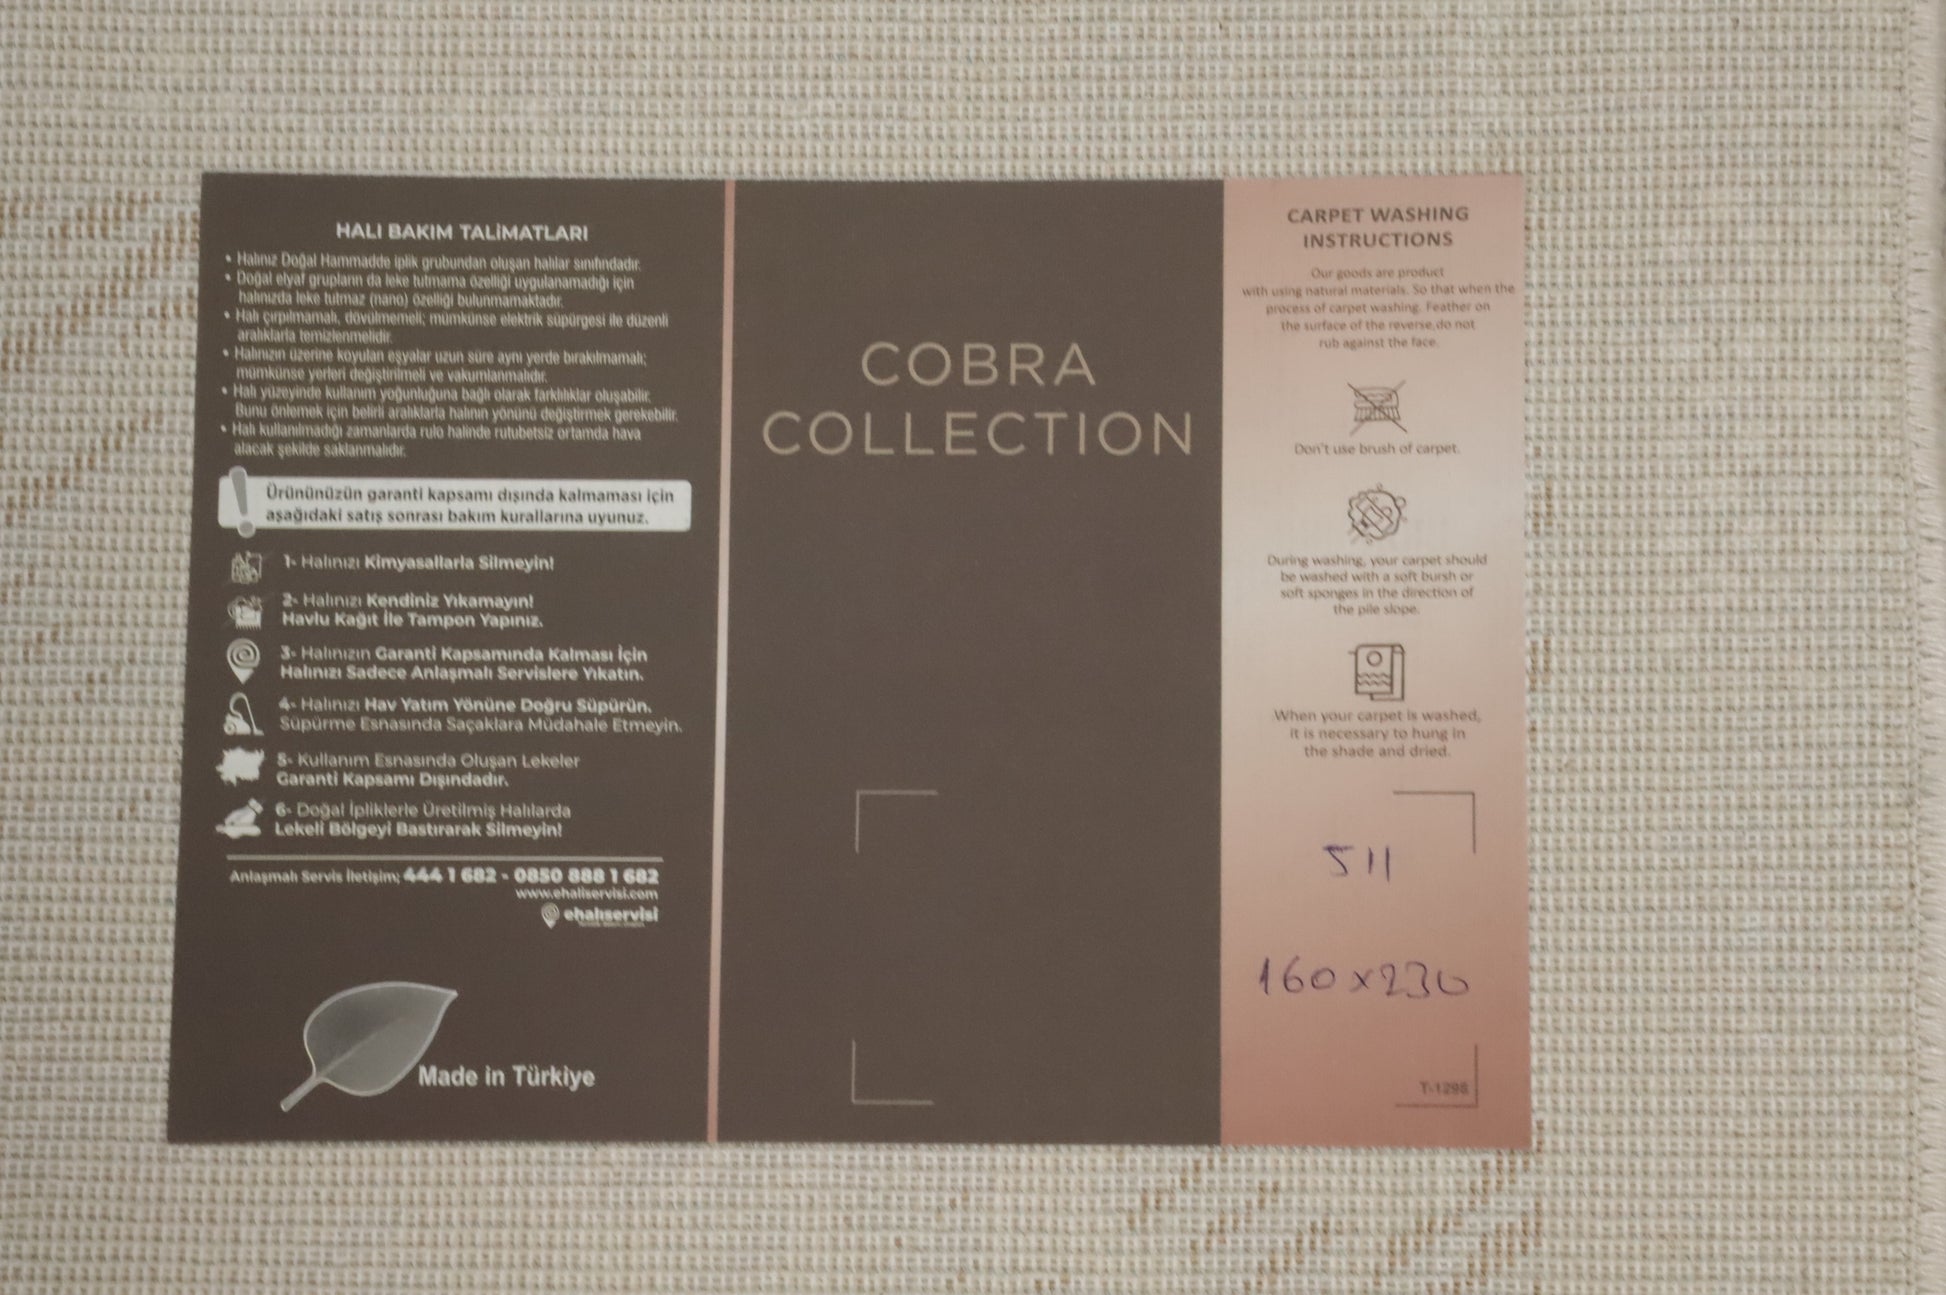 HALI BAKIM TALİMATLARI
• Halınız Doğal Hammadde iplik grubundan oluşan halılar sınıfındadır.
• Doğal elyaf grupların da leke tutmama özelliği uygulanamadığı için
halınızda leke tutmaz (nano) özelliği bulunmamaktadır.
• Halı çırpılmamalı, dövülmemeli; mümkünse elektrik süpürgesi ile düzenli
aralıklarla temizlenmelidir.
• Halınızın üzerine koyulan eşyalar uzun süre aynı yerde bırakılmamalı;
mümkünse yerleri değiştirilmeli ve vakumlanmalıdır.
• Halı yüzeyinde kullanım yoğunluğuna bağlı olarak farklılıklar oluşabilir.
Bunu önlemek için belirli aralıklarla halının yönünü değiştirmek gerekebilir.
• Halı kullanılmadığı zamanlarda rulo halinde rutubetsiz ortamda hava
alacak şekilde saklanmalıdır.
Ürününüzün garanti kapsamı dışında kalmaması için
aşağıdaki satış sonrası bakım kurallarına uyunuz.
1- Halınızı Kimyasallarla Silmeyin!
2- Halınızı Kendiniz Yıkamayın!
Havlu Kağıt İle Tampon Yapınız.
3- Halınızın Garanti Kapsamında Kalması İçin
Halınızı Sadece Anlaşmalı Servislere Yıkatın.
4- Halınızı Hav Yatım Yönüne Doğru Süpürün.
Süpürme Esnasında Saçaklara Müdahale Etmeyin.
5- Kullanım Esnasında Oluşan Lekeler
Garanti Kapsamı Dışındadır.
6- Doğal İpliklerle Üretilmiş Halılarda
Lekeli Bölgeyi Bastırarak Silmeyin!
Anlaşmalı Servis İletişim; 444 1 682 - 0850 888 1 682
www.ehaliservisi.com
ehalıservisi
Made in Türkiye
COBRA
COLLECTION
CARPET WASHING
INSTRUCTIONS
Our goods are product
with using natural materials. So that when the
process of carpet washing. Feather on
the surface of the reverse,do not
rub against the face.
Don't use brush of carpet.
During washing, your carpet should
be washed with a soft bursh or
soft sponges in the direction of
the pile slope.
When your carpet is washed,
it is necessary to hung in
the shade and dried.
511
160x230
T-1298